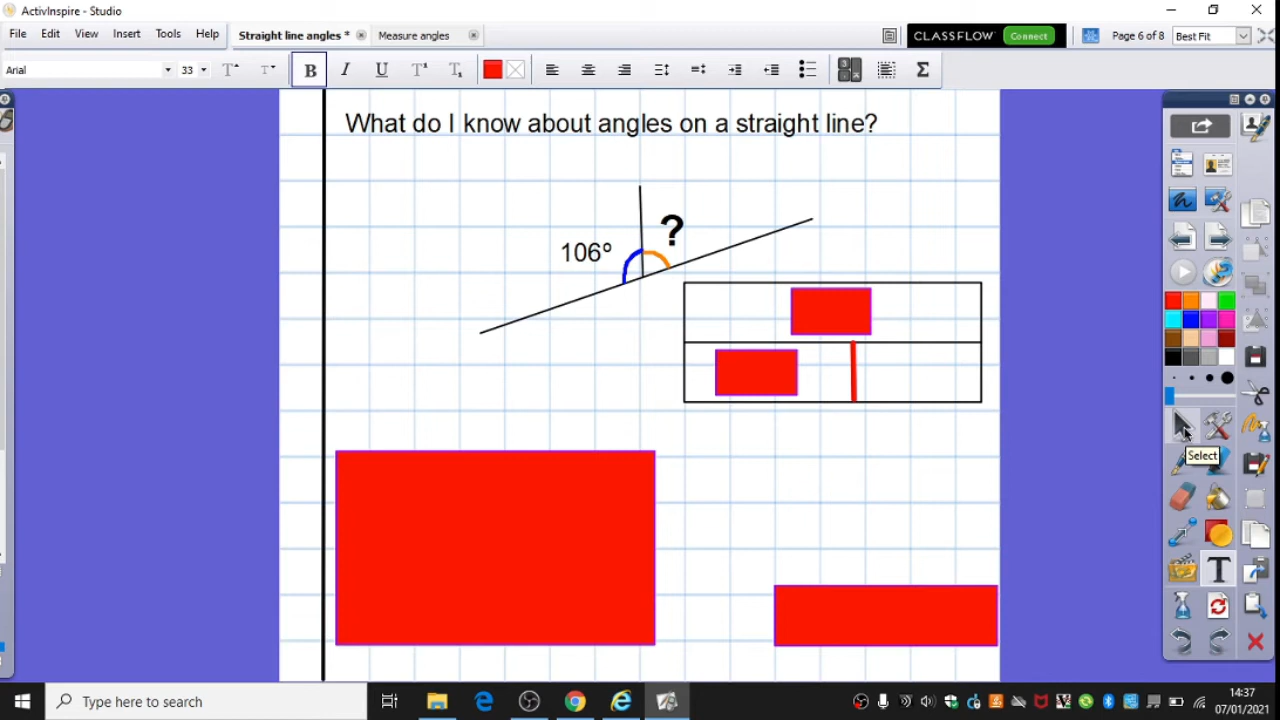 ActivInspire - Studio
File Edit View Insert Tools Help
Straight line angles *
Measure angles
CLASSFLOW Connect
Page 6 of 8
Best Fit
Arial
33
B I U
What do I know about angles on a straight line?
106°
?
Select
T
Type here to search
14:37
07/01/2021